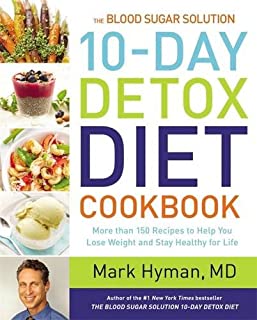 THE BLOOD SUGAR SOLUTION
10-DAY
DETOX
DIET
COOKBOOK
More than 150 Recipes to Help You
Lose Weight and Stay Healthy for Life
Mark Hyman, MD
Author of the #1 New York Times bestseller
THE BLOOD SUGAR SOLUTION 10-DAY DETOX DIET